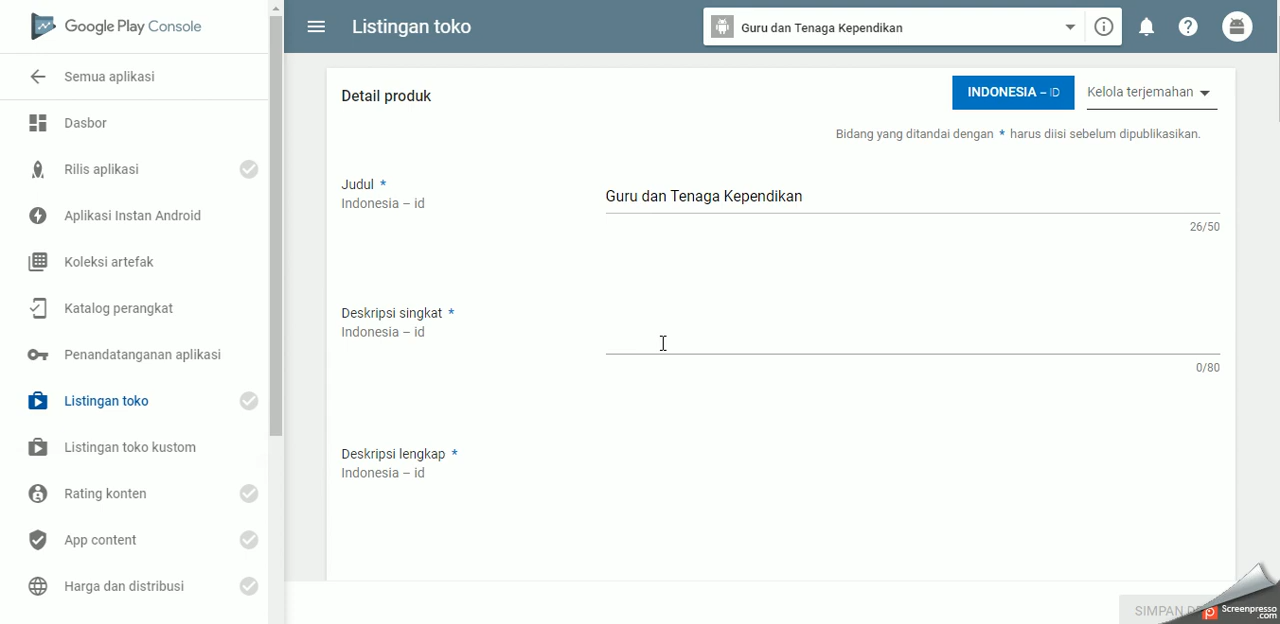 Google Play Console
Listingan toko
Guru dan Tenaga Kependikan
Semua aplikasi
Dasbor
Rilis aplikasi
Aplikasi Instan Android
Koleksi artefak
Katalog perangkat
Penandatanganan aplikasi
Listingan toko
Listingan toko kustom
Rating konten
App content
Harga dan distribusi
Detail produk
INDONESIA – ID
Kelola terjemahan
Bidang yang ditandai dengan * harus diisi sebelum dipublikasikan.
Judul *
Indonesia – id
Guru dan Tenaga Kependikan
26/50
Deskripsi singkat *
Indonesia – id
0/80
Deskripsi lengkap *
Indonesia – id
SIMPAN
Screenpresso
.com